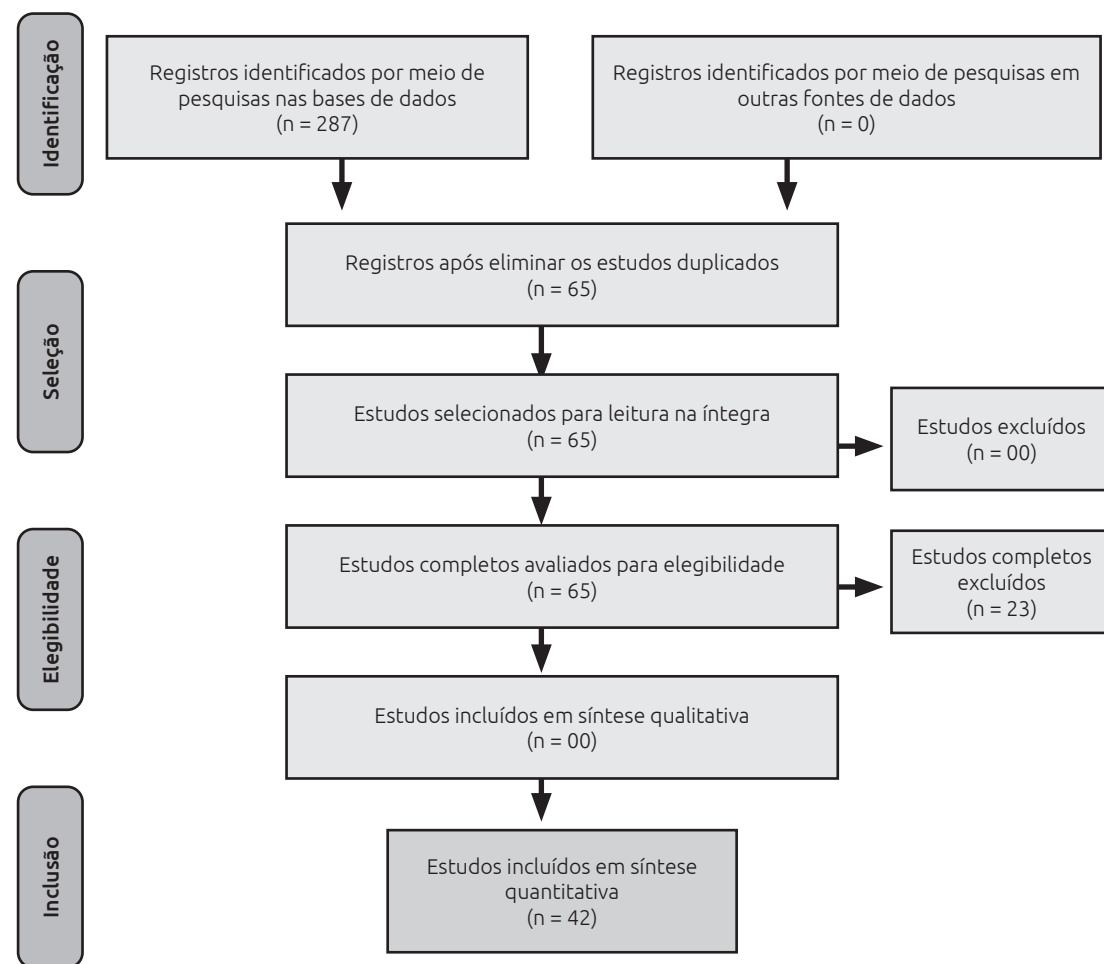 Identificação
Registros identificados por meio de
pesquisas nas bases de dados
(n = 287)
Registros identificados por meio de pesquisas em
outras fontes de dados
(n = 0)
Seleção
Registros após eliminar os estudos duplicados
(n = 65)
Estudos selecionados para leitura na íntegra
(n = 65)
Estudos excluídos
(n = 00)
Elegibilidade
Estudos completos avaliados para elegibilidade
(n = 65)
Estudos completos
excluídos
(n = 23)
Estudos incluídos em síntese qualitativa
(n = 00)
Inclusão
Estudos incluídos em síntese
quantitativa
(n = 42)